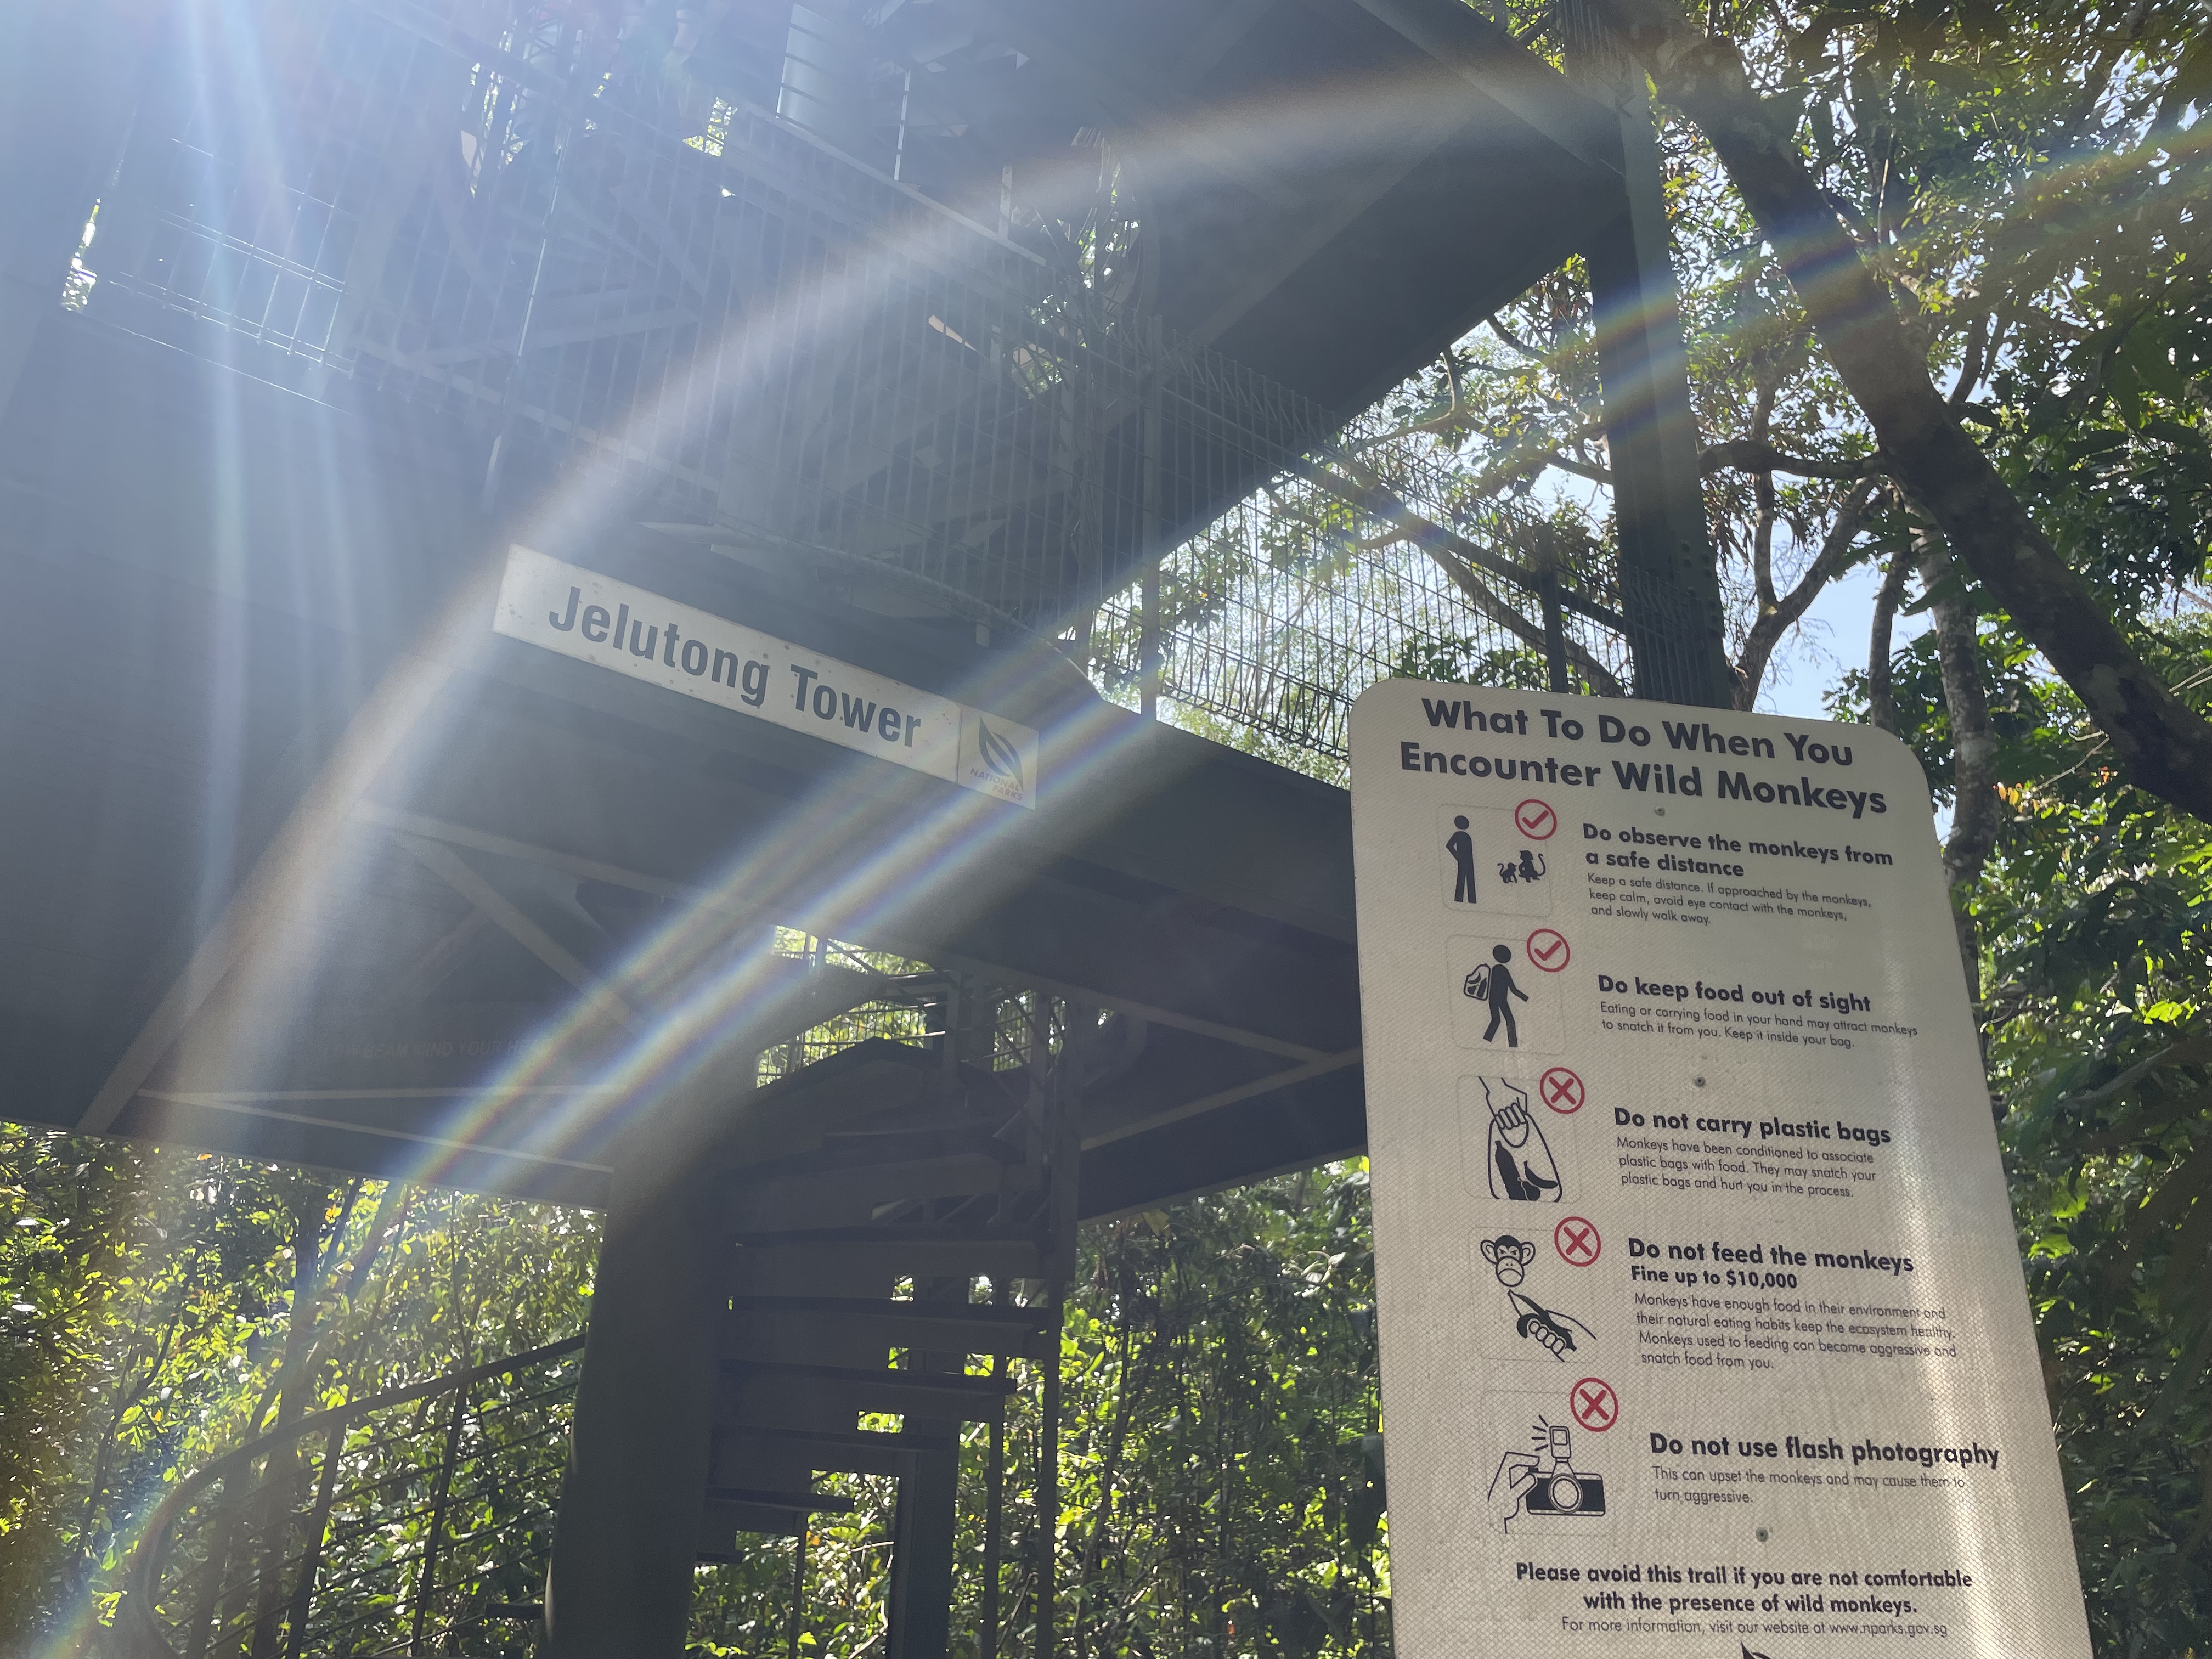 Jelutong Tower
NATIONAL
PARKS
BEAM MIND YOUR HEAD
What To Do When You
Encounter Wild Monkeys
Do observe the monkeys from
a safe distance
Keep a safe distance. If approached by the monkeys,
keep calm, avoid eye contact with the monkeys,
and slowly walk away.
Do keep food out of sight
Eating or carrying food in your hand may attract monkeys
to snatch it from you. Keep it inside your bag.
Do not carry plastic bags
Monkeys have been conditioned to associate
plastic bags with food. They may snatch your
plastic bags and hurt you in the process.
Do not feed the monkeys
Fine up to $10,000
Monkeys have enough food in their environment and
their natural eating habits keep the ecosystem healthy.
Monkeys used to feeding can become aggressive and
snatch food from you.
Do not use flash photography
This can upset the monkeys and may cause them to
turn aggressive.
Please avoid this trail if you are not comfortable
with the presence of wild monkeys.
For more information, visit our website at www.nparks.gov.sg